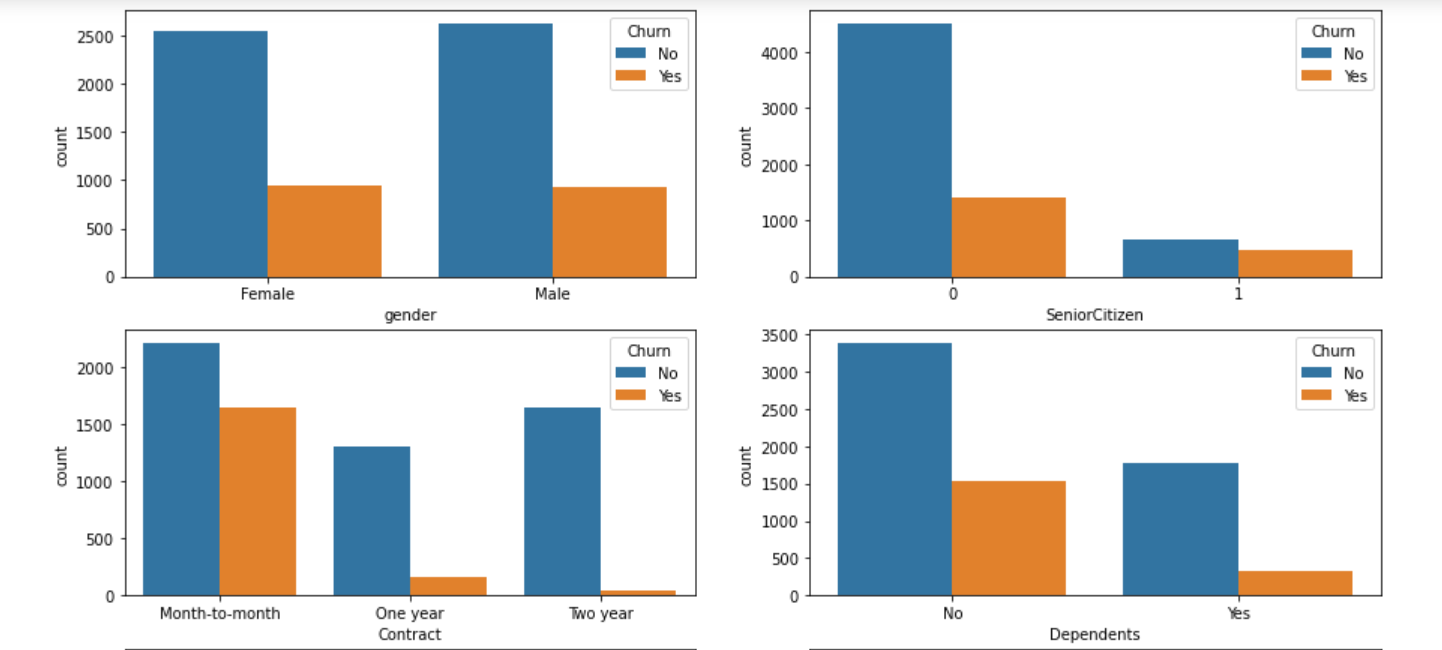 Churn
No
Yes
2500
2000
1500
1000
500
0
count
Female Male
gender
Churn
No
Yes
4000
3000
2000
1000
0
count
0 1
SeniorCitizen
Churn
No
Yes
2000
1500
1000
500
0
count
Month-to-month One year Two year
Contract
Churn
No
Yes
3500
3000
2500
2000
1500
1000
500
0
count
No Yes
Dependents